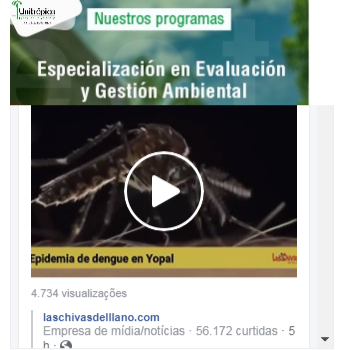 Unitrópico
Nuestros programas
Especialización en Evaluación
y Gestión Ambiental
Epidemia de dengue en Yopal
4.734 visualizações
laschivasdelllano.com
Empresa de mídia/notícias · 56.172 curtidas · 5
h ·